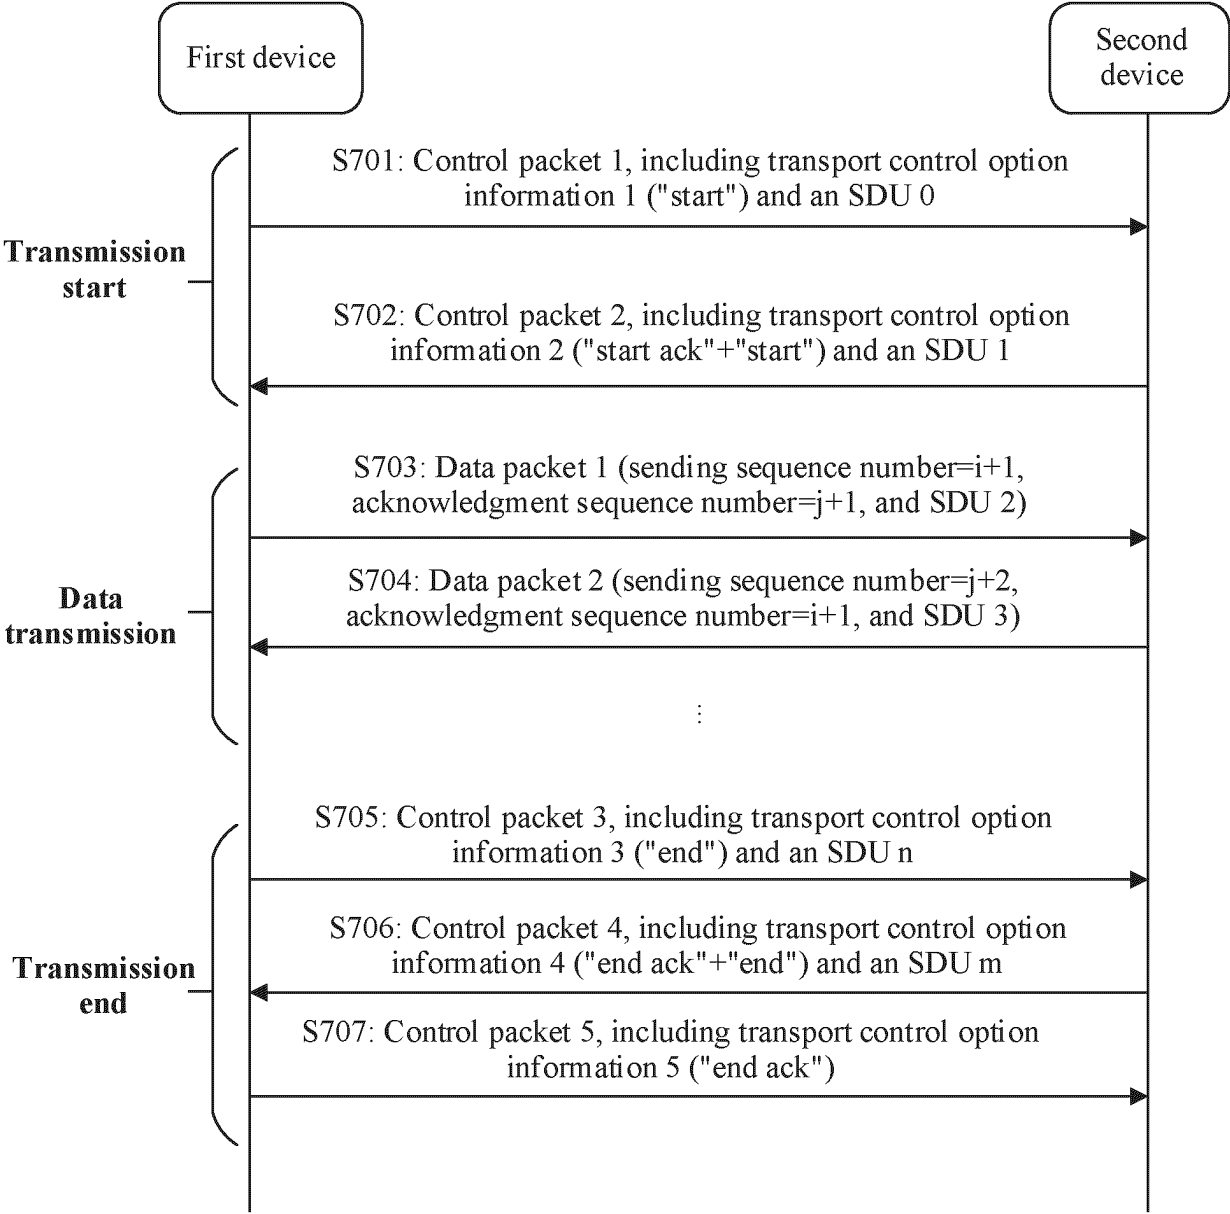 First device
Second
device
S701: Control packet 1, including transport control option
information 1 ("start") and an SDU 0
Transmission
start
S702: Control packet 2, including transport control option
information 2 ("start ack"+"start") and an SDU 1
S703: Data packet 1 (sending sequence number=i+1,
acknowledgment sequence number=j+1, and SDU 2)
Data
transmission
S704: Data packet 2 (sending sequence number=j+2,
acknowledgment sequence number=i+1, and SDU 3)
⋮
S705: Control packet 3, including transport control option
information 3 ("end") and an SDU n
Transmission
end
S706: Control packet 4, including transport control option
information 4 ("end ack"+"end") and an SDU m
S707: Control packet 5, including transport control option
information 5 ("end ack")